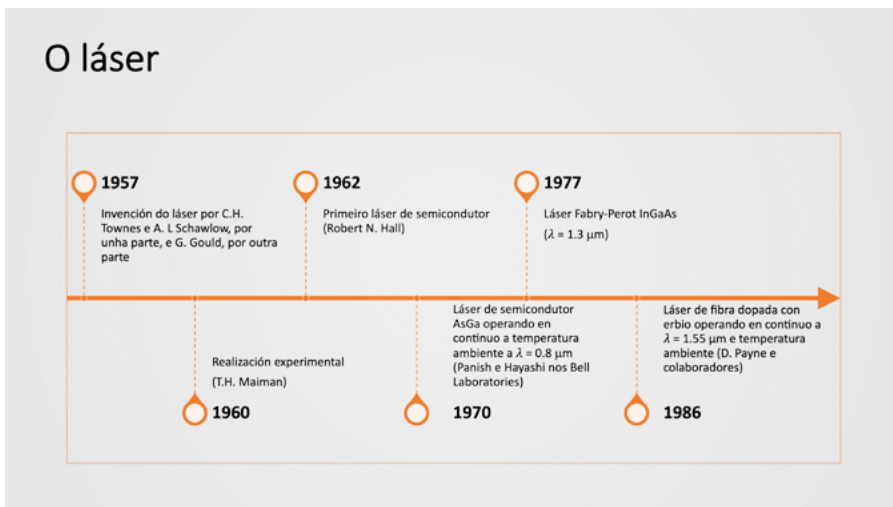 O láser
1957
Invención do láser por C.H.
Townes e A. L Schawlow, por
unha parte, e G. Gould, por outra
parte
1962
Primeiro láser de semicondutor
(Robert N. Hall)
1977
Láser Fabry-Perot InGaAs
(λ = 1.3 μm)
Realización experimental
(T.H. Maiman)
1960
Láser de semicondutor
AsGa operando en
continuo a temperatura
ambiente a λ = 0.8 μm
(Panish e Hayashi nos Bell
Laboratories)
1970
Láser de fibra dopada con
erbio operando en continuo a
λ = 1.55 μm e temperatura
ambiente (D. Payne e
colaboradores)
1986